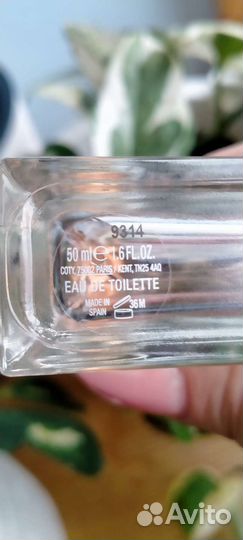 9314
50 ml e 1.6 FL.OZ.
COTY, 75002 PARIS / KENT, TN25 4AQ
EAU DE TOILETTE
MADE IN
SPAIN
36M
Avito